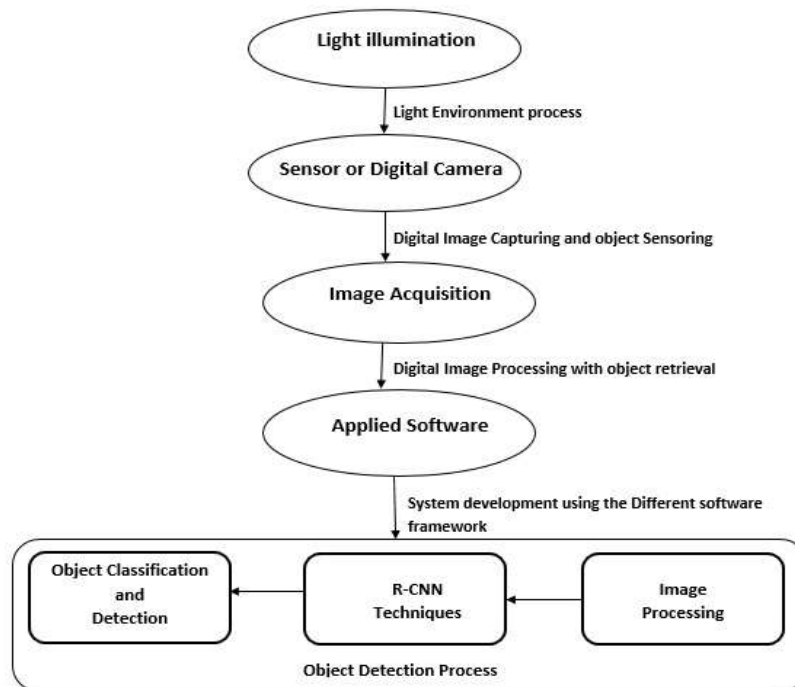 Light illumination
Light Environment process
Sensor or Digital Camera
Digital Image Capturing and object Sensoring
Image Acquisition
Digital Image Processing with object retrieval
Applied Software
System development using the Different software
framework
Object Classification
and
Detection
R-CNN
Techniques
Image
Processing
Object Detection Process